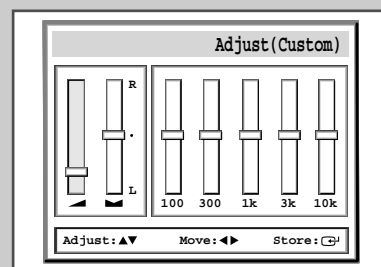 Adjust(Custom)
R
L
100 300 1k 3k 10k
Adjust:▲▼ Move:◀▶ Store: